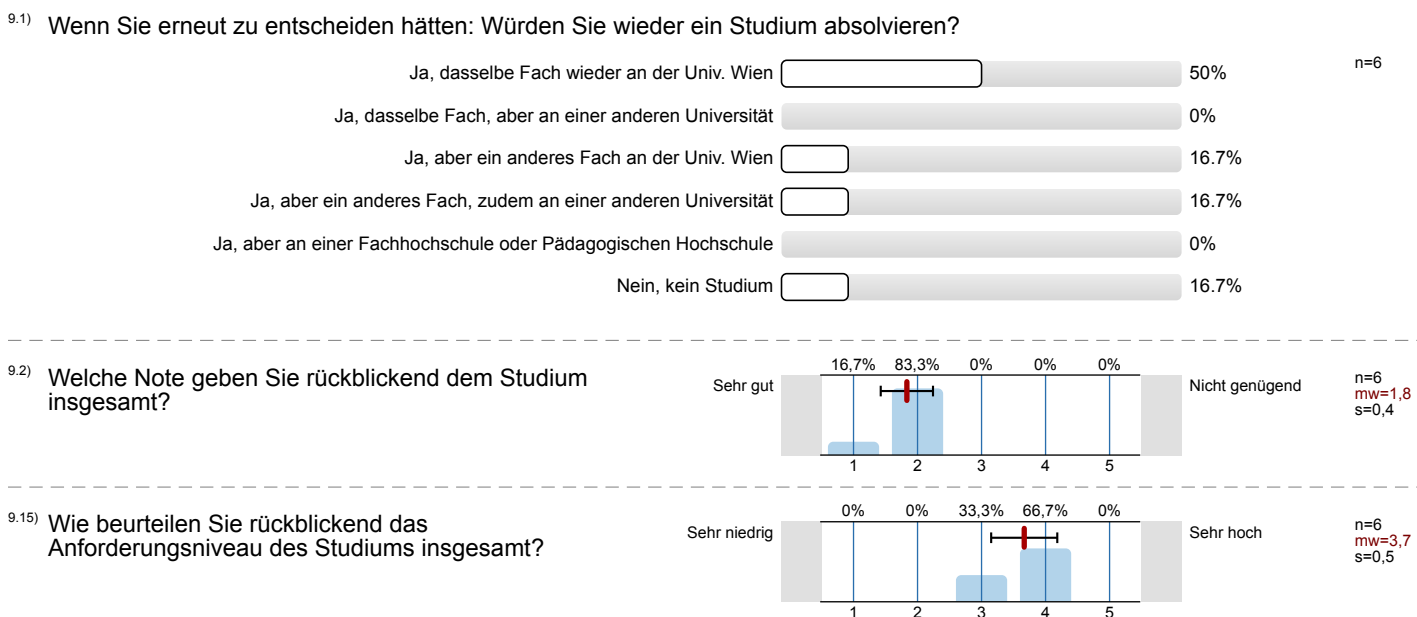 9.1) Wenn Sie erneut zu entscheiden hätten: Würden Sie wieder ein Studium absolvieren?
Ja, dasselbe Fach wieder an der Univ. Wien 50% n=6
Ja, dasselbe Fach, aber an einer anderen Universität 0%
Ja, aber ein anderes Fach an der Univ. Wien 16.7%
Ja, aber ein anderes Fach, zudem an einer anderen Universität 16.7%
Ja, aber an einer Fachhochschule oder Pädagogischen Hochschule 0%
Nein, kein Studium 16.7%
9.2) Welche Note geben Sie rückblickend dem Studium
insgesamt?
16,7% 83,3% 0% 0% 0%
Sehr gut Nicht genügend
1 2 3 4 5
n=6
mw=1,8
s=0,4
9.15) Wie beurteilen Sie rückblickend das
Anforderungsniveau des Studiums insgesamt?
0% 0% 33,3% 66,7% 0%
Sehr niedrig Sehr hoch
1 2 3 4 5
n=6
mw=3,7
s=0,5